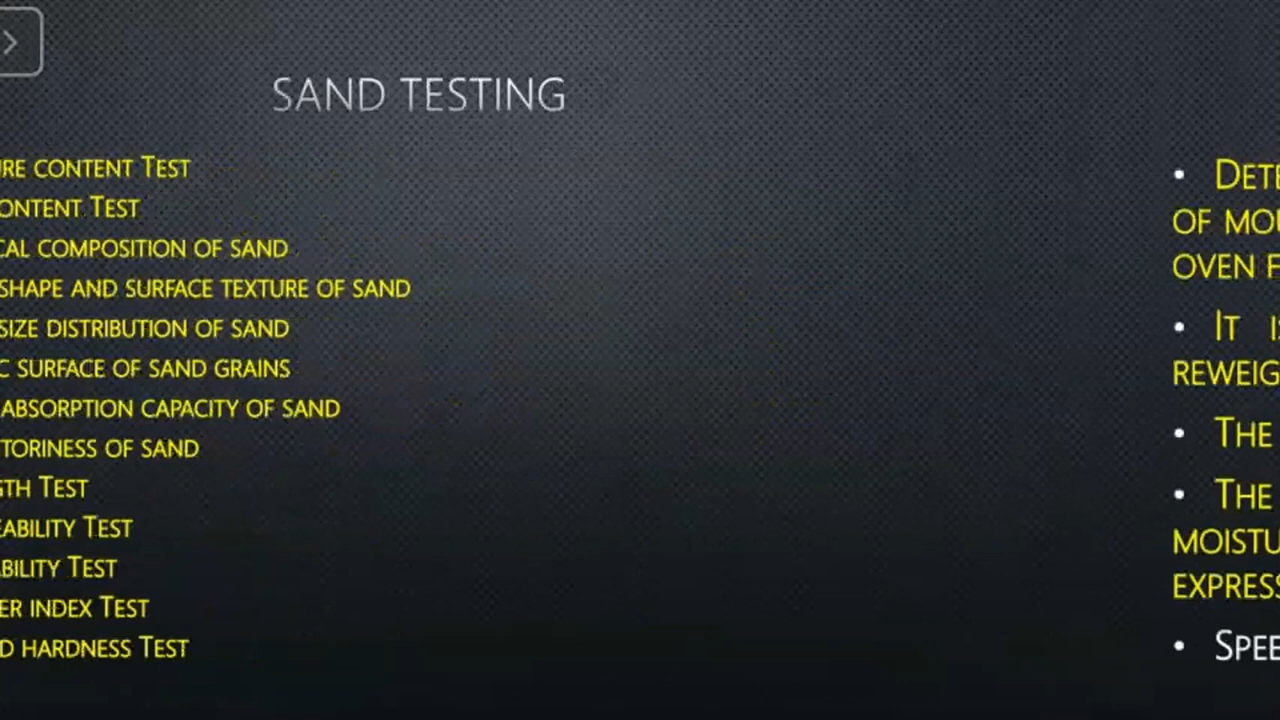 SAND TESTING
URE CONTENT TEST
ONTENT TEST
CAL COMPOSITION OF SAND
SHAPE AND SURFACE TEXTURE OF SAND
SIZE DISTRIBUTION OF SAND
C SURFACE OF SAND GRAINS
ABSORPTION CAPACITY OF SAND
TORINESS OF SAND
GTH TEST
EABILITY TEST
ABILITY TEST
ER INDEX TEST
D HARDNESS TEST
• DETE
OF MOU
OVEN F
• IT IS
REWEIG
• THE
• THE
MOISTU
EXPRESS
• SPEE